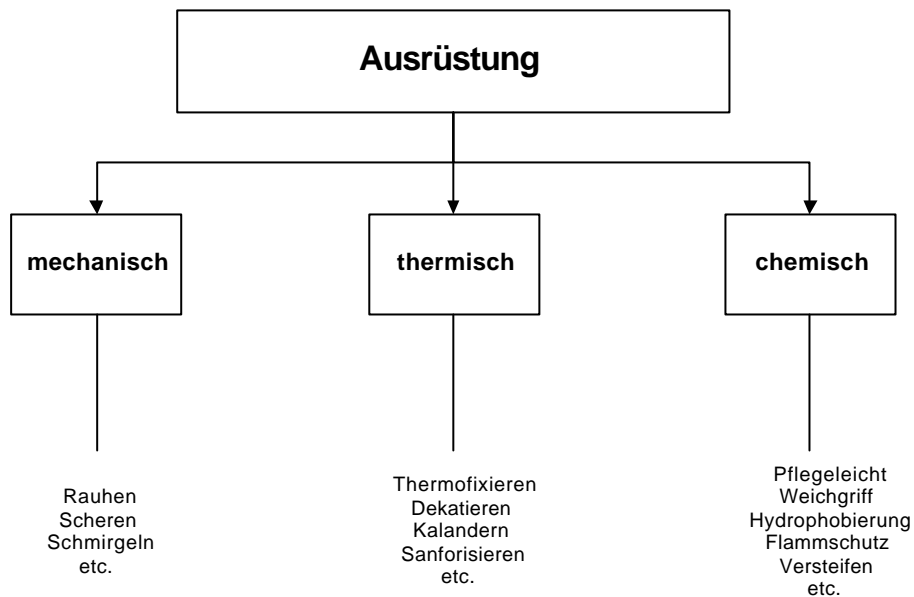 Ausrüstung
mechanisch
thermisch
chemisch
Rauhen
Scheren
Schmirgeln
etc.
Thermofixieren
Dekatieren
Kalandern
Sanforisieren
etc.
Pflegeleicht
Weichgriff
Hydrophobierung
Flammschutz
Versteifen
etc.